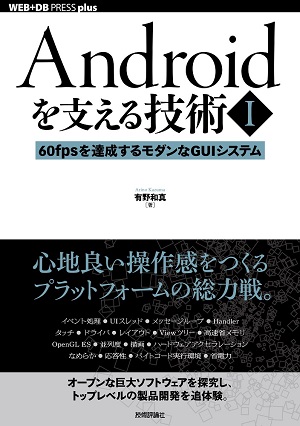 WEB+DB PRESS plus
Android
を支える技術 I
60fpsを達成するモダンなGUIシステム
Arino Kazuma
有野和真
[著]
心地良い操作感をつくる
プラットフォームの総力戦。
イベント処理 ● UIスレッド ● メッセージループ ● Handler
タッチ ● ドライバ ● レイアウト ● Viewツリー ● 高速省メモリ
OpenGL ES ● 並列度 ● 描画 ● ハードウェアアクセラレーション
なめらか ● 応答性 ● バイトコード実行環境 ● 省電力
オープンな巨大ソフトウェアを探究し、
トップレベルの製品開発を追体験。
技術評論社